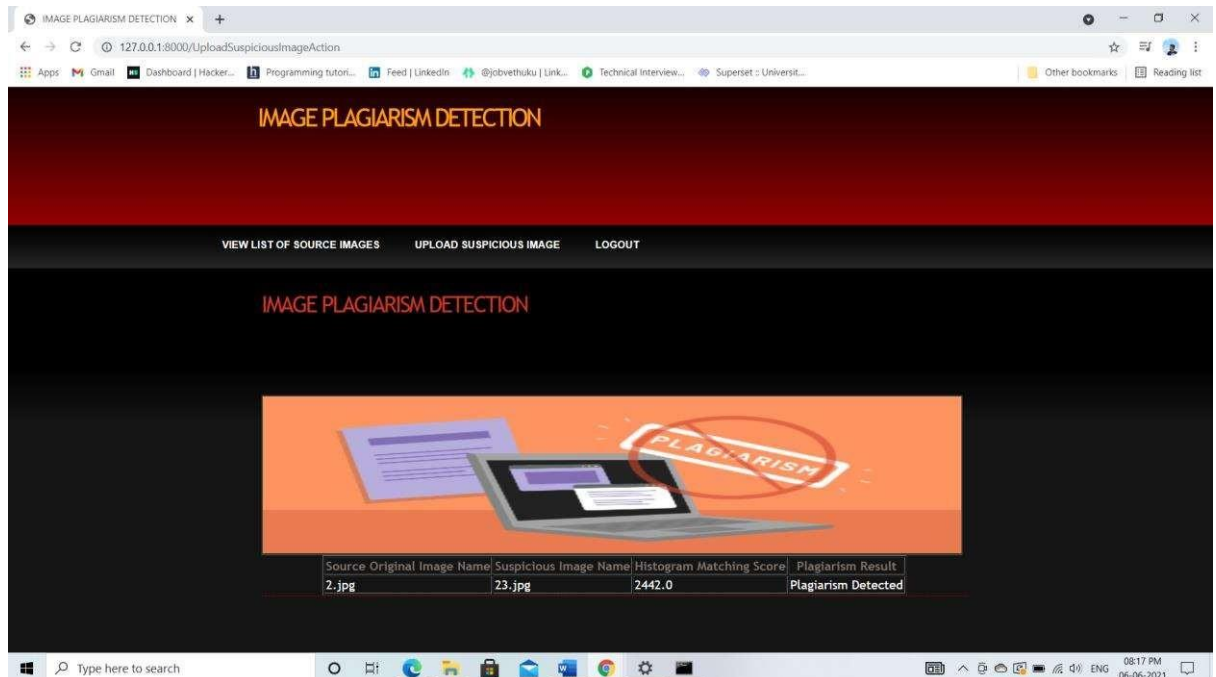 IMAGE PLAGIARISM DETECTION
127.0.0.1:8000/UploadSuspiciousImageAction
Apps Gmail Dashboard | Hacker... Programming tutori... Feed | LinkedIn @jobvethuku | Link... Technical Interview... Superset :: Universit... Other bookmarks Reading list
IMAGE PLAGIARISM DETECTION
VIEW LIST OF SOURCE IMAGES UPLOAD SUSPICIOUS IMAGE LOGOUT
IMAGE PLAGIARISM DETECTION
PLAGIARISM
Source Original Image Name Suspicious Image Name Histogram Matching Score Plagiarism Result
2.jpg 23.jpg 2442.0 Plagiarism Detected
Type here to search ENG 08:17 PM
06-06-2021